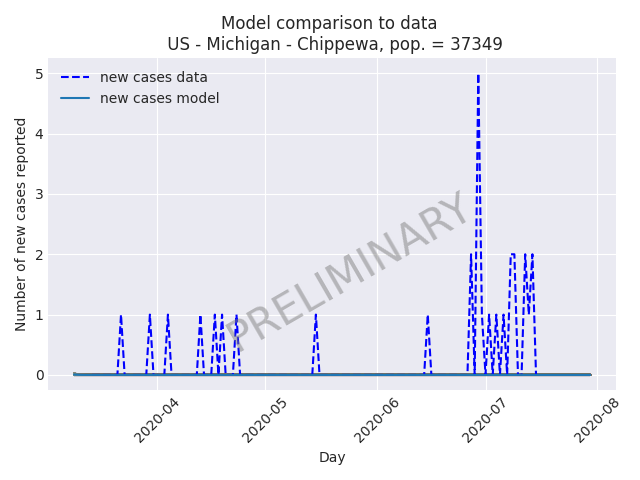 Model comparison to data
US - Michigan - Chippewa, pop. = 37349
new cases data
new cases model
Number of new cases reported
5
4
3
2
1
0
PRELIMINARY
2020-04
2020-05
2020-06
2020-07
2020-08
Day